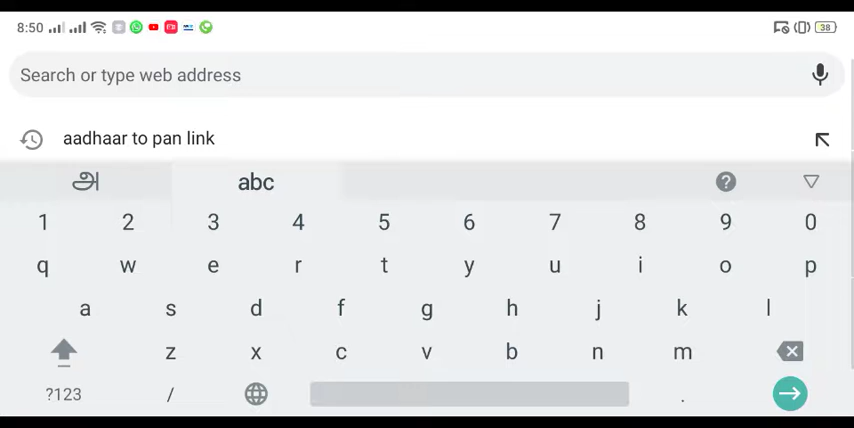 8:50 38
Search or type web address
aadhaar to pan link
அ abc ?
1 2 3 4 5 6 7 8 9 0
q w e r t y u i o p
a s d f g h j k l
z x c v b n m
?123 / .